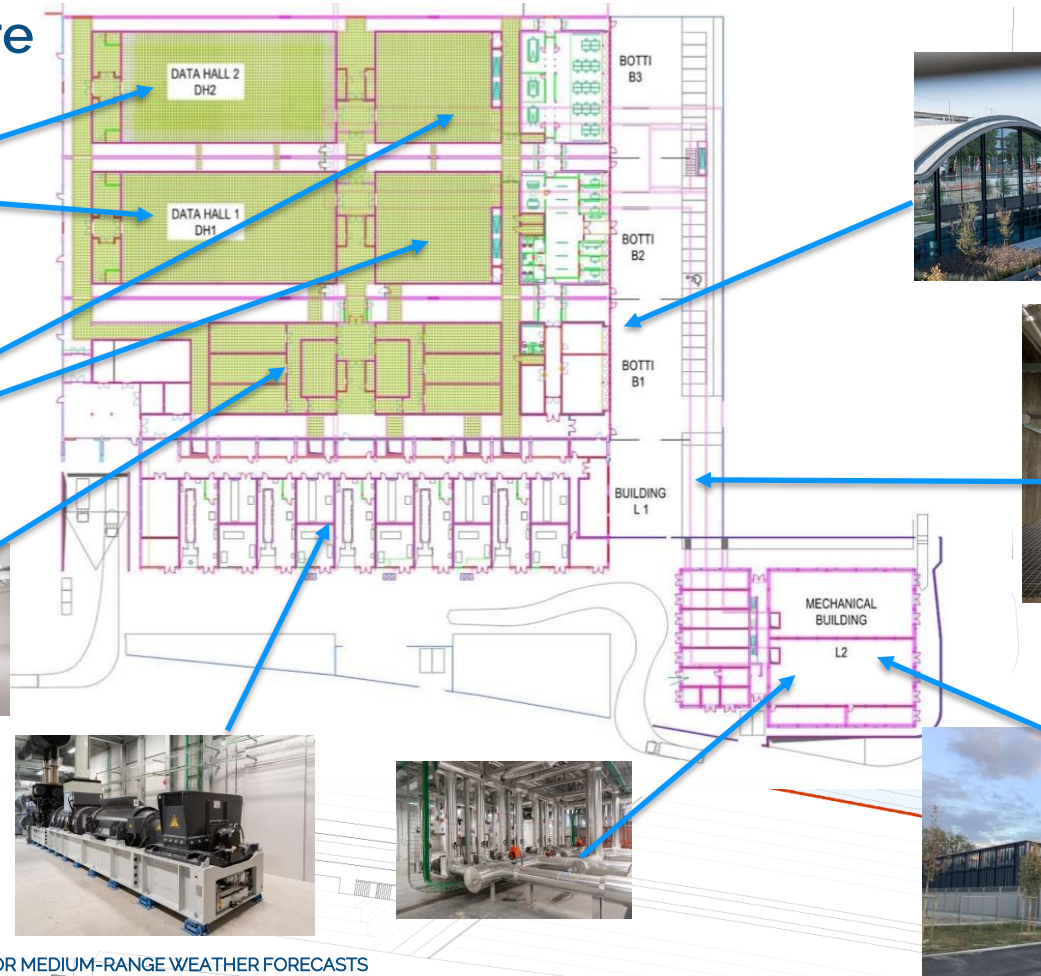 re
DATA HALL 2
DH2
BOTTI
B3
DATA HALL 1
DH1
BOTTI
B2
BOTTI
B1
BUILDING
L 1
MECHANICAL
BUILDING
L2
OR MEDIUM-RANGE WEATHER FORECASTS